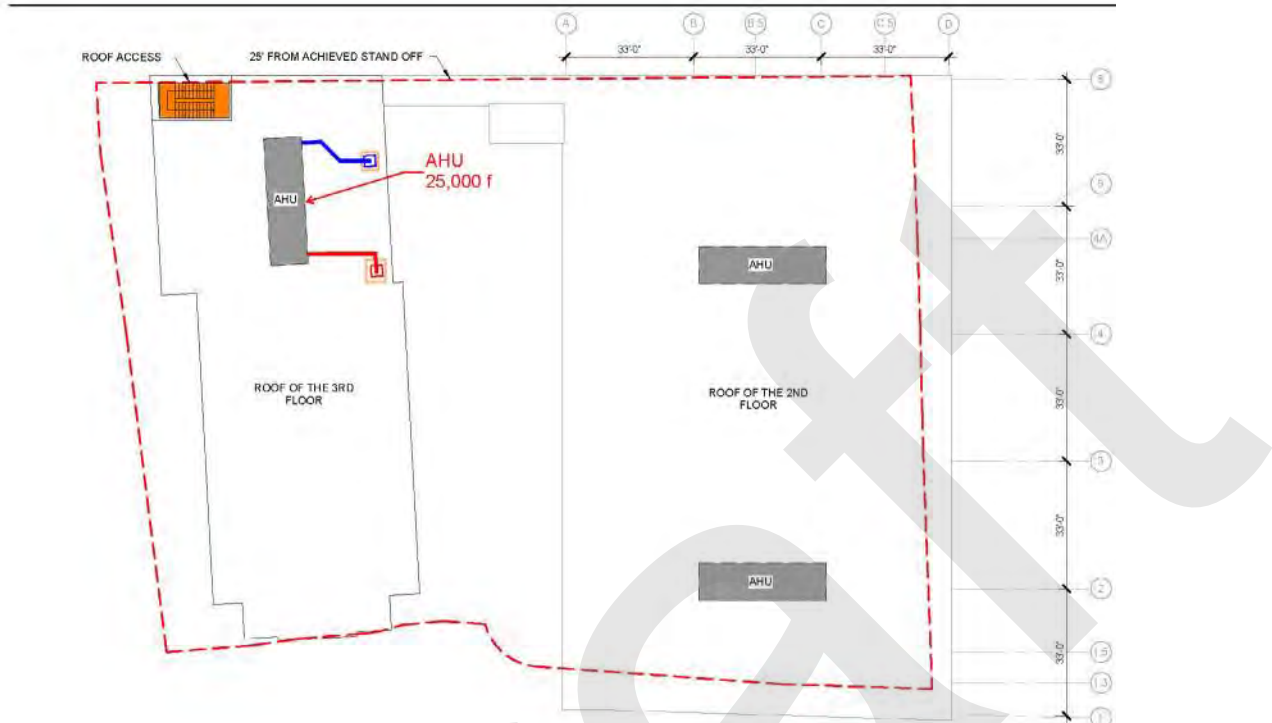 A
B
B.5
C
C.5
D
ROOF ACCESS
25' FROM ACHIEVED STAND OFF
33'-0"
33'-0"
33'-0"
33'-0"
AHU
25,000 f
AHU
4A
33'-0"
AHU
4
ROOF OF THE 3RD
FLOOR
ROOF OF THE 2ND
FLOOR
33'-0"
3
33'-0"
AHU
2
33'-0"
1.5
1.3
1